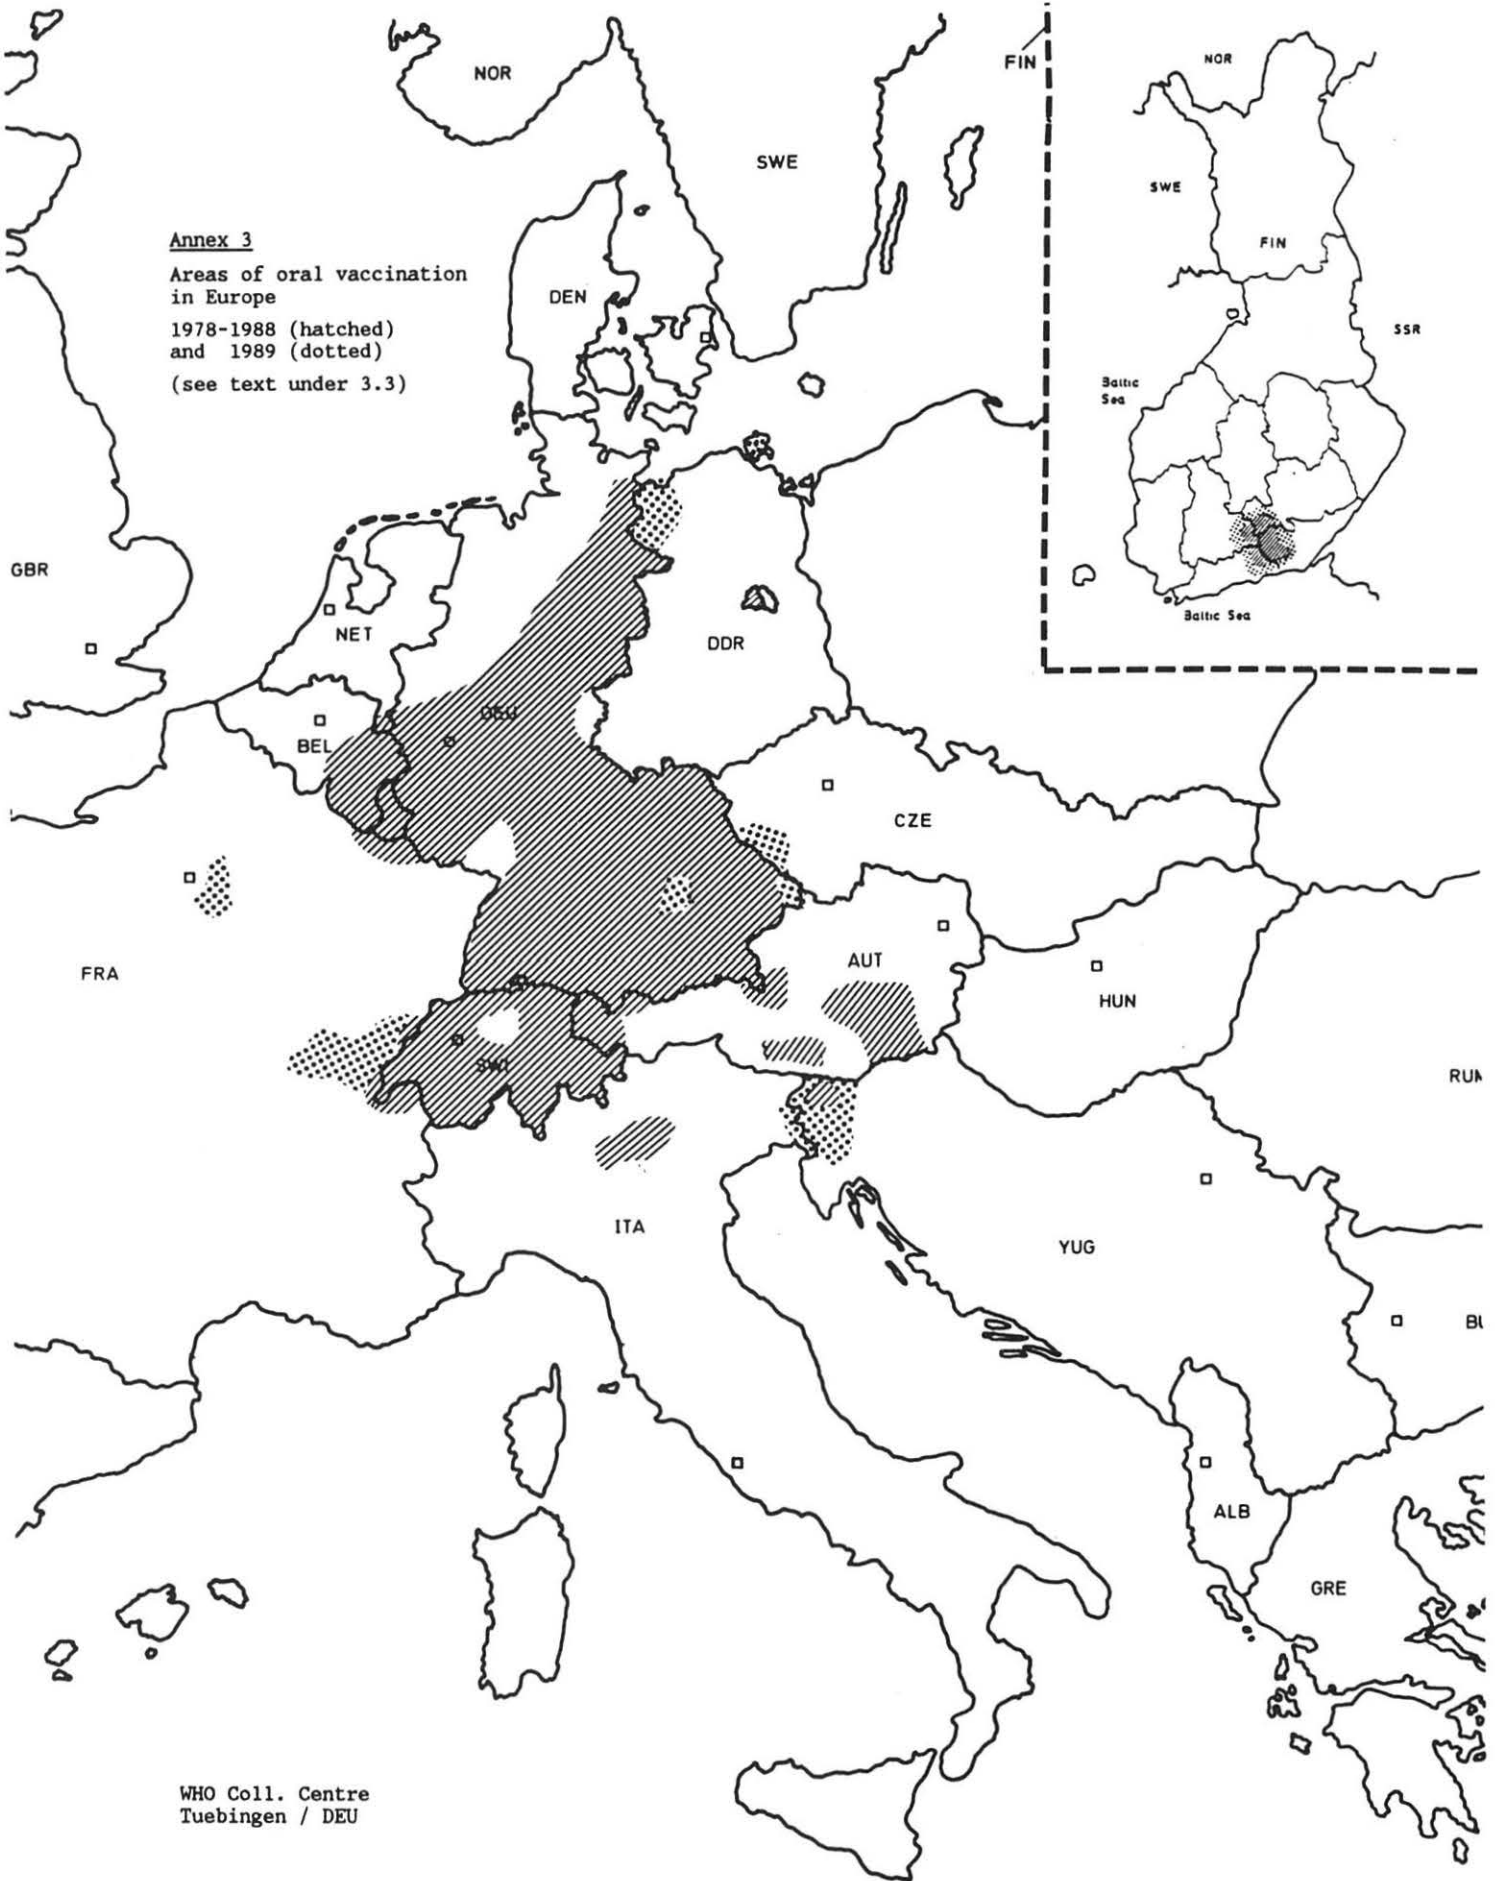 NOR
FIN
NOR
SWE
SWE
Annex 3
Areas of oral vaccination
in Europe
1978-1988 (hatched)
and 1989 (dotted)
(see text under 3.3)
FIN
DEN
SSR
Baltic
Sea
GBR
Baltic Sea
NET
DDR
DEU
BEL
CZE
FRA
AUT
HUN
SWI
RUM
ITA
YUG
ALB
GRE
WHO Coll. Centre
Tuebingen / DEU